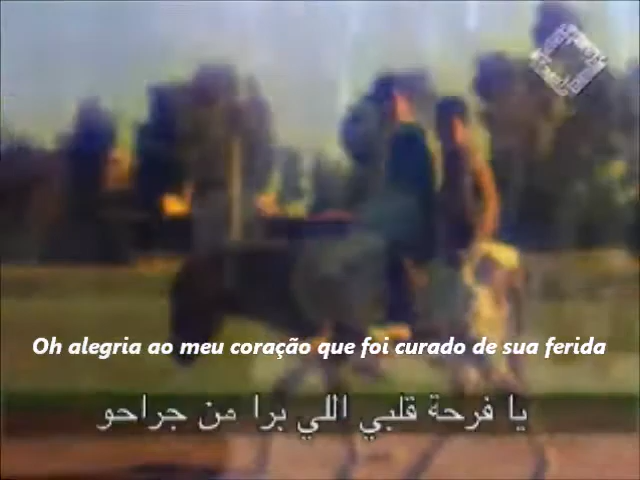 Oh alegria ao meu coração que foi curado de sua ferida
يا فرحة قلبي اللي برا من جراحو